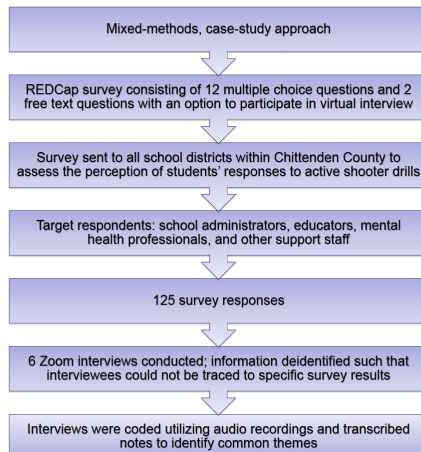 Mixed-methods, case-study approach
REDCap survey consisting of 12 multiple choice questions and 2
free text questions with an option to participate in virtual interview
Survey sent to all school districts within Chittenden County to
assess the perception of students' responses to active shooter drills
Target respondents: school administrators, educators, mental
health professionals, and other support staff
125 survey responses
6 Zoom interviews conducted; information deidentified such that
interviewees could not be traced to specific survey results
Interviews were coded utilizing audio recordings and transcribed
notes to identify common themes